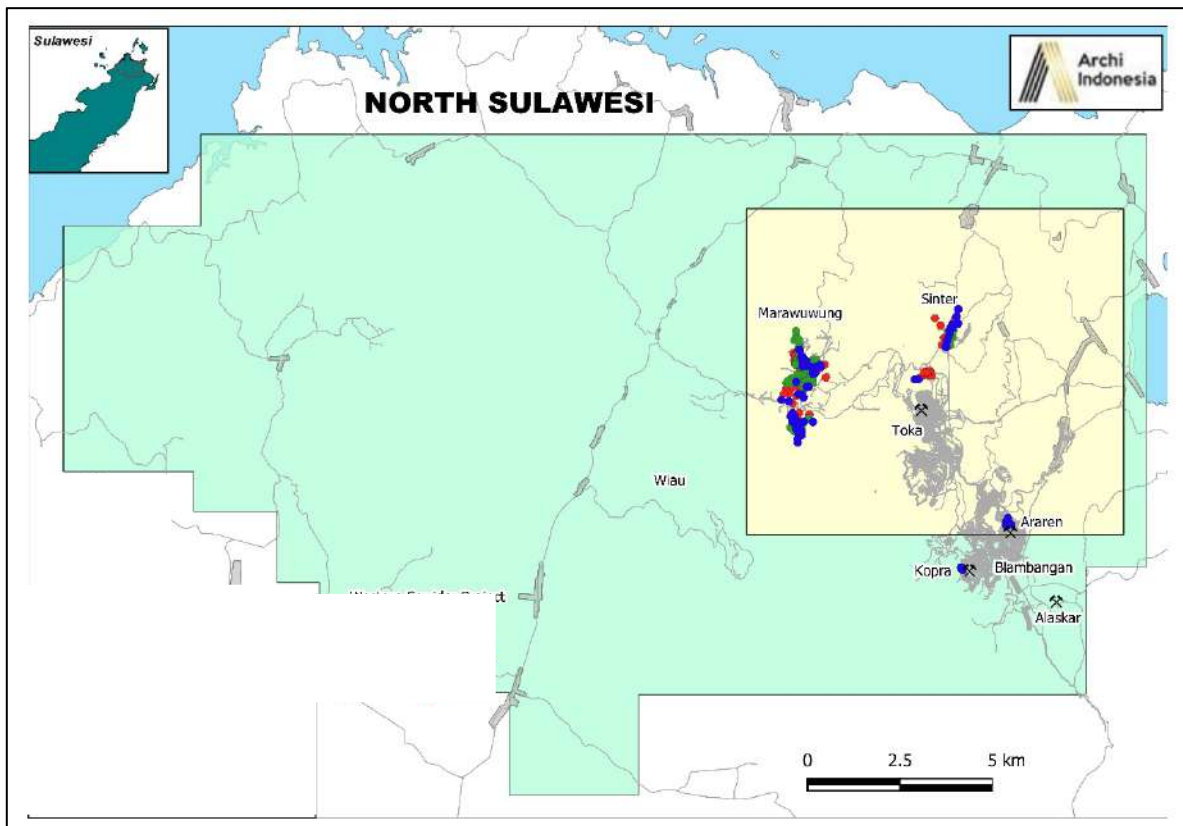 Sulawesi
Archi
Indonesia
NORTH SULAWESI
Sinter
Marawuwung
Toka
Wiau
Araren
Kopra
Blambangan
Alaskar
0 2.5 5 km